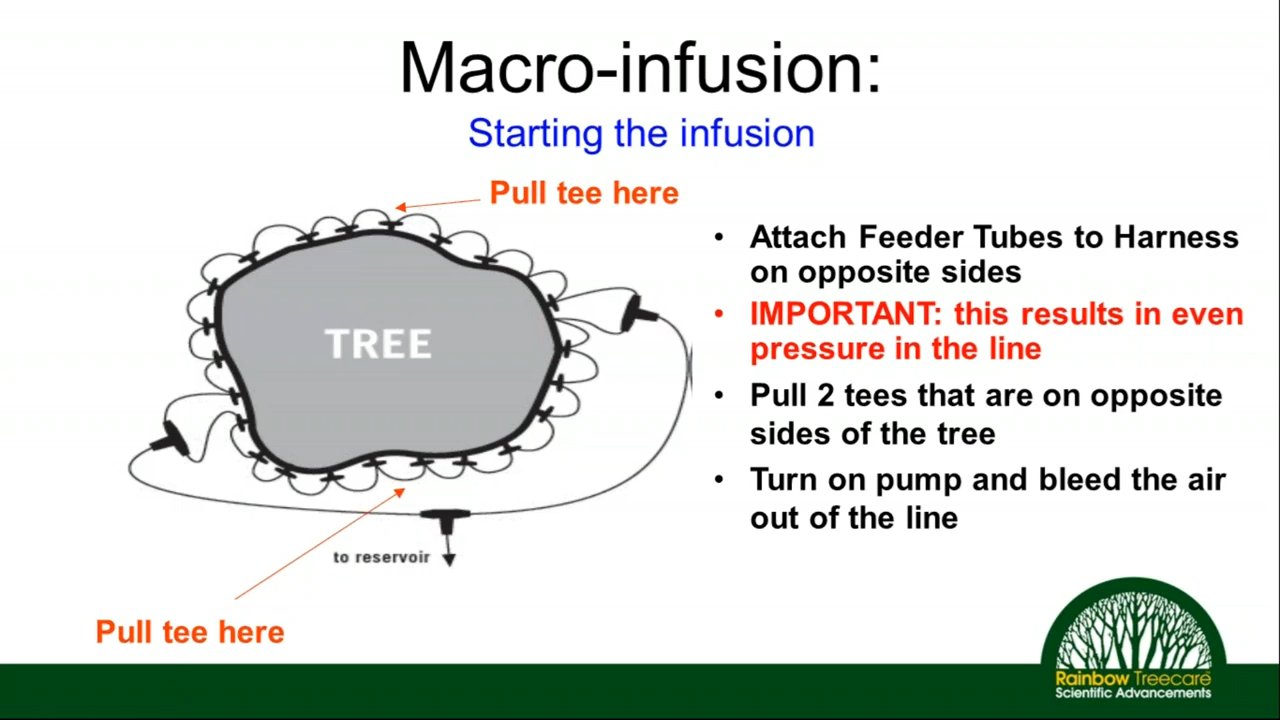 Macro-infusion:
Starting the infusion
Pull tee here
TREE
to reservoir
Pull tee here
• Attach Feeder Tubes to Harness
on opposite sides
• IMPORTANT: this results in even
pressure in the line
• Pull 2 tees that are on opposite
sides of the tree
• Turn on pump and bleed the air
out of the line
Rainbow Treecare
Scientific Advancements